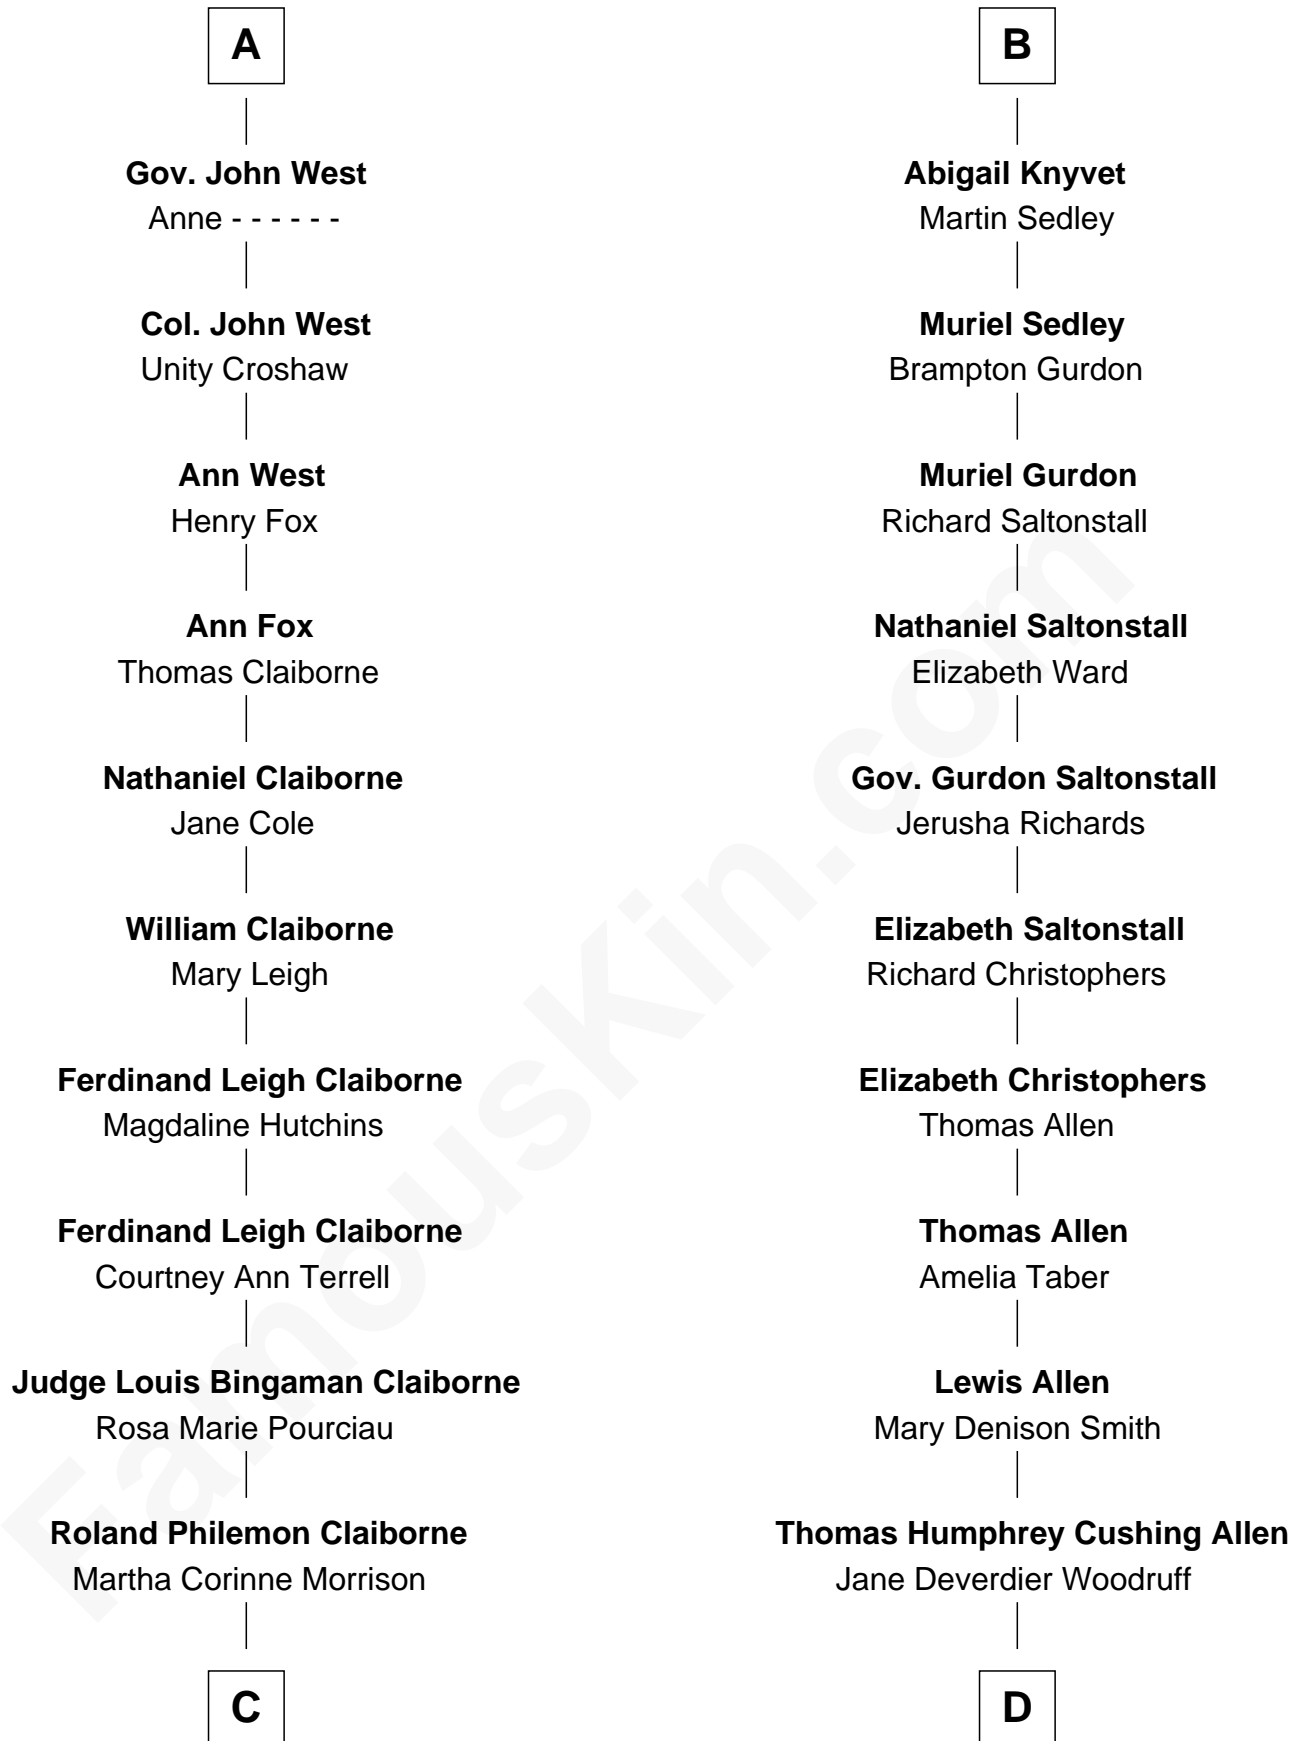 A
Gov. John West
Anne - - - - - -
Col. John West
Unity Croshaw
Ann West
Henry Fox
Ann Fox
Thomas Claiborne
Nathaniel Claiborne
Jane Cole
William Claiborne
Mary Leigh
Ferdinand Leigh Claiborne
Magdaline Hutchins
Ferdinand Leigh Claiborne
Courtney Ann Terrell
Judge Louis Bingaman Claiborne
Rosa Marie Pourciau
Roland Philemon Claiborne
Martha Corinne Morrison
C
B
Abigail Knyvet
Martin Sedley
Muriel Sedley
Brampton Gurdon
Muriel Gurdon
Richard Saltonstall
Nathaniel Saltonstall
Elizabeth Ward
Gov. Gurdon Saltonstall
Jerusha Richards
Elizabeth Saltonstall
Richard Christophers
Elizabeth Christophers
Thomas Allen
Thomas Allen
Amelia Taber
Lewis Allen
Mary Denison Smith
Thomas Humphrey Cushing Allen
Jane Deverdier Woodruff
D
FamousKin.com